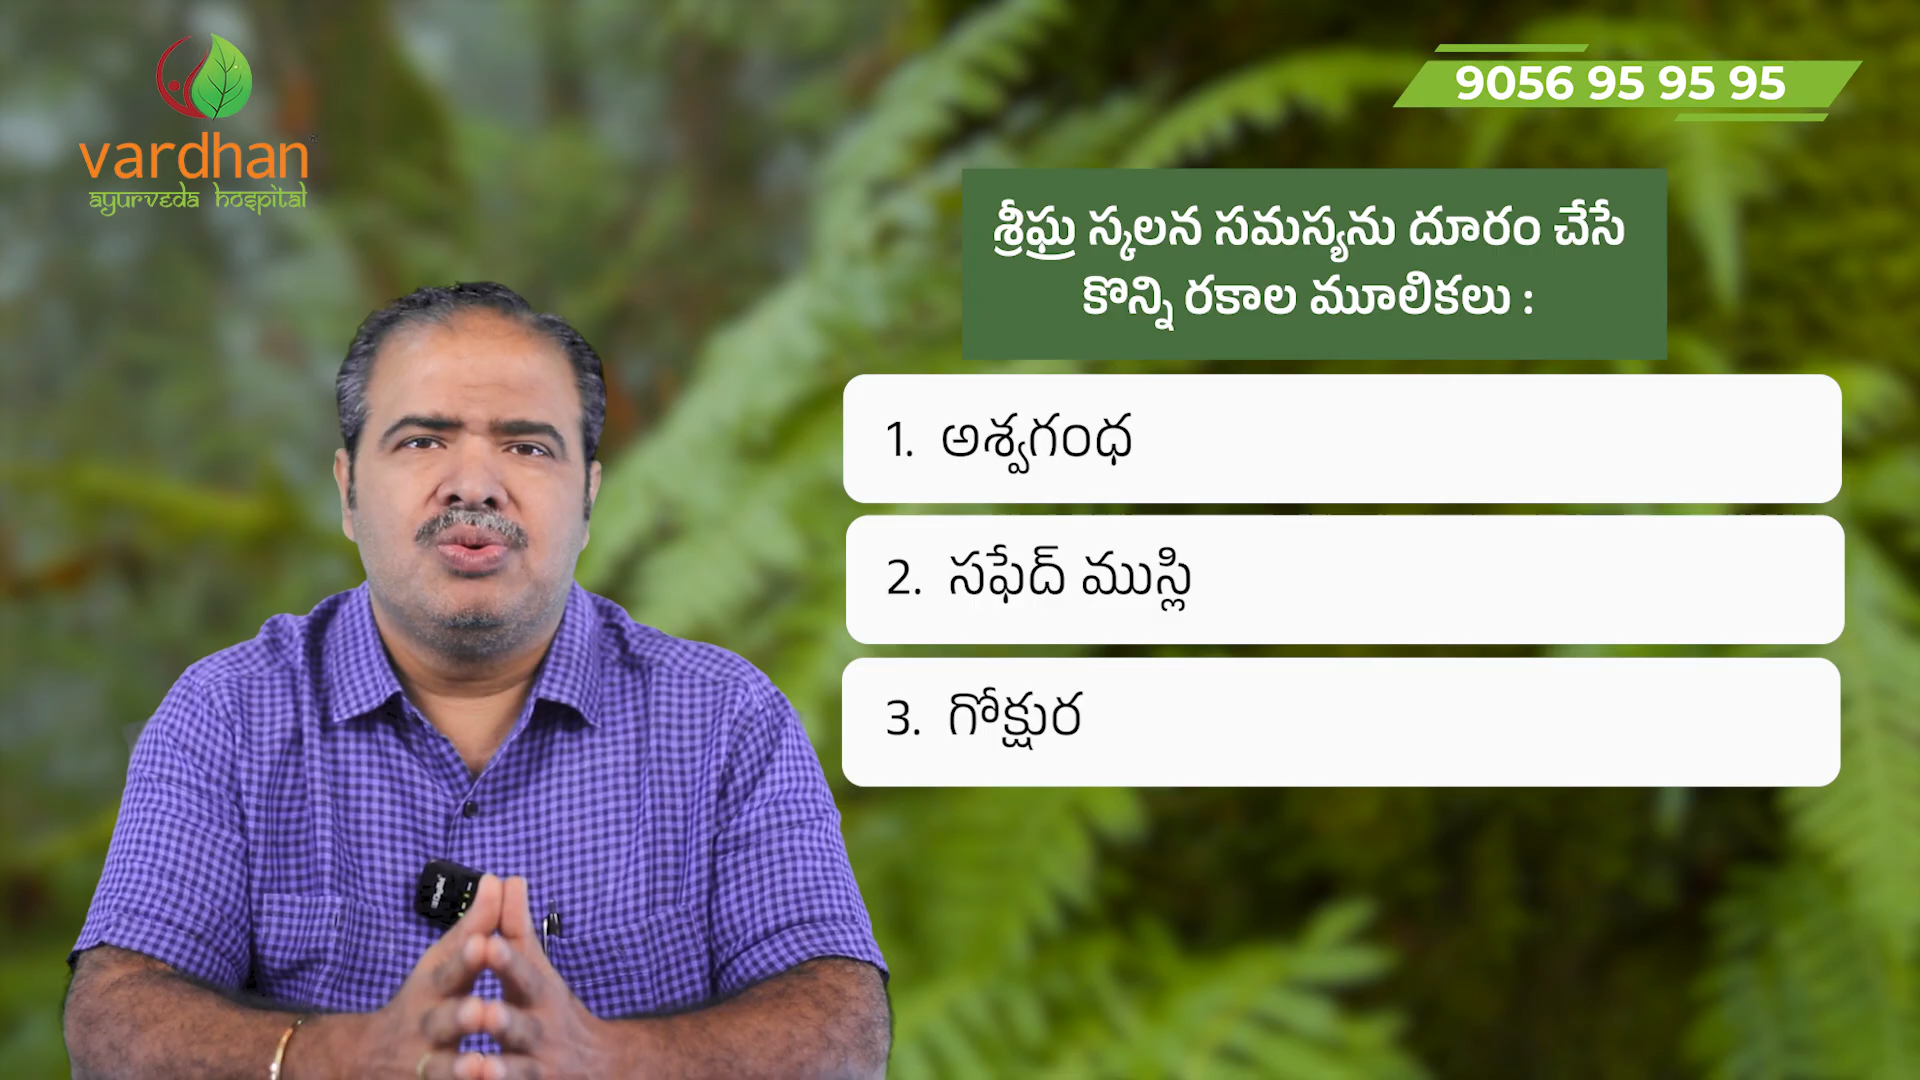 vardhan
ayurveda hospital
9056 95 95 95
శీఘ్ర స్కలన సమస్యను దూరం చేసే
కొన్ని రకాల మూలికలు :
1. అశ్వగంధ
2. సఫేద్ ముస్లి
3. గోక్షుర